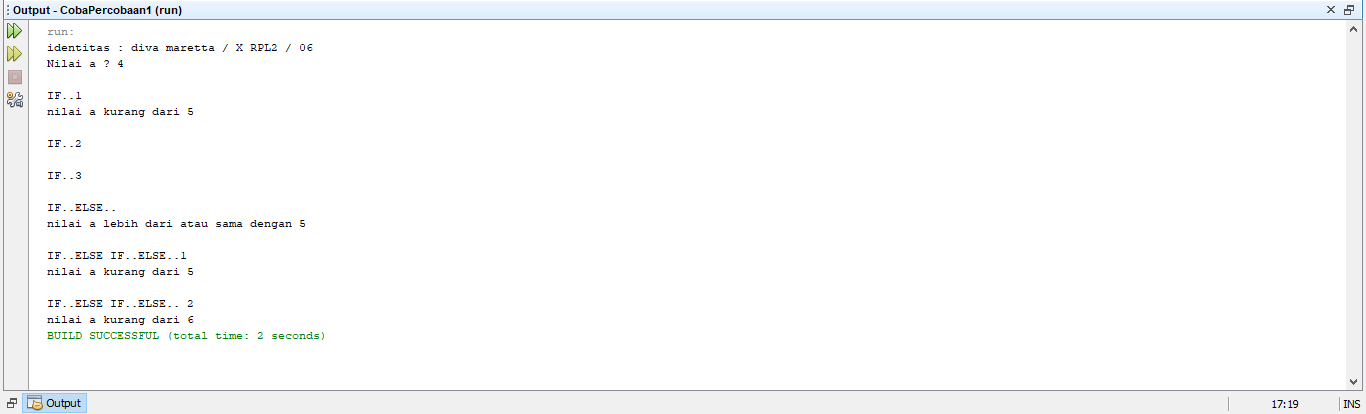 Output - CobaPercobaan1 (run)
run:
identitas : diva maretta / X RPL2 / 06
Nilai a ? 4
IF..1
nilai a kurang dari 5
IF..2
IF..3
IF..ELSE..
nilai a lebih dari atau sama dengan 5
IF..ELSE IF..ELSE..1
nilai a kurang dari 5
IF..ELSE IF..ELSE.. 2
nilai a kurang dari 6
BUILD SUCCESSFUL (total time: 2 seconds)
Output
17:19
INS